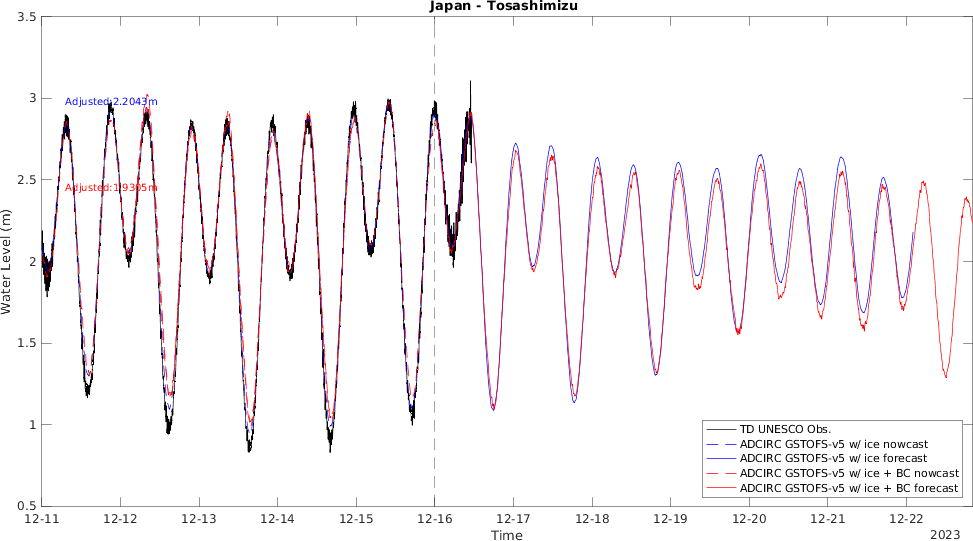 Japan - Tosashimizu
3.5
3
2.5
2
1.5
1
0.5
Water Level (m)
Adjusted:2.2043m
Adjusted:1.9305m
TD UNESCO Obs.
ADCIRC GSTOFS-v5 w/ ice nowcast
ADCIRC GSTOFS-v5 w/ ice forecast
ADCIRC GSTOFS-v5 w/ ice + BC nowcast
ADCIRC GSTOFS-v5 w/ ice + BC forecast
12-11 12-12 12-13 12-14 12-15 12-16 12-17 12-18 12-19 12-20 12-21 12-22
Time
2023